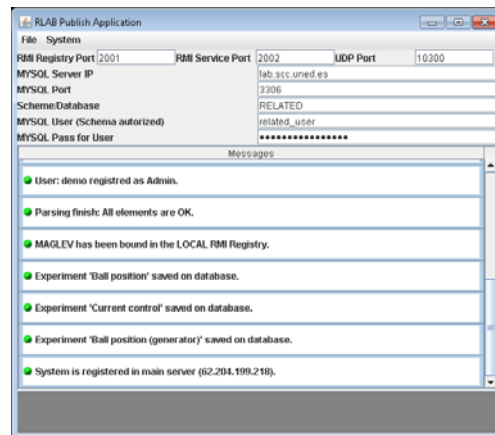 RLAB Publish Application
File System
RMI Registry Port 2001 RMI Service Port 2002 UDP Port 10300
MYSQL Server IP lab.scc.uned.es
MYSQL Port 3306
Scheme/Database RELATED
MYSQL User (Schema autorized) related_user
MYSQL Pass for User ••••••••••••••••
Messages
User: demo registred as Admin.
Parsing finish: All elements are OK.
MAGLEV has been bound in the LOCAL RMI Registry.
Experiment 'Ball position' saved on database.
Experiment 'Current control' saved on database.
Experiment 'Ball position (generator)' saved on database.
System is registered in main server (62.204.199.218).